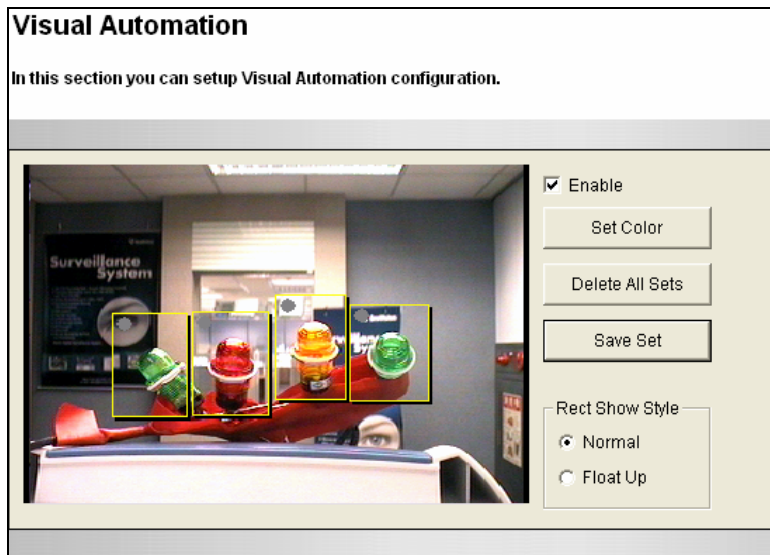 Visual Automation
In this section you can setup Visual Automation configuration.
Enable
Set Color
Delete All Sets
Save Set
Rect Show Style
Normal
Float Up
Surveillance
System
Surveillance